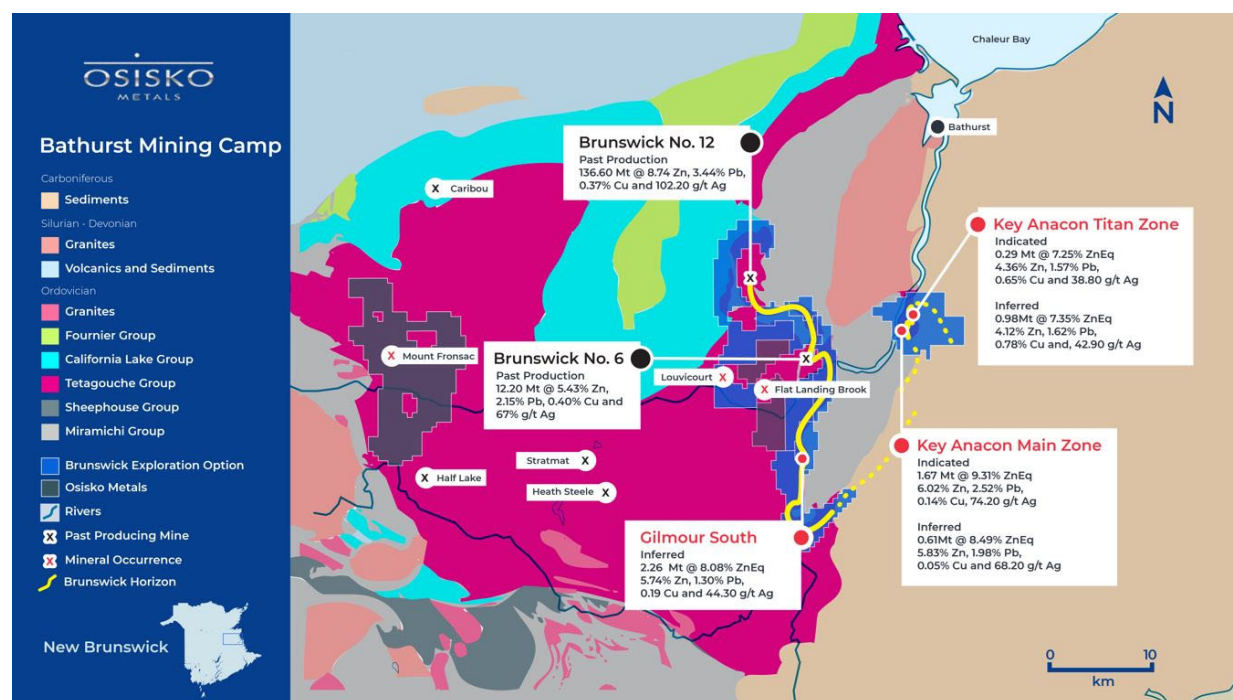 OSISKO
METALS
Bathurst Mining Camp
Carboniferous
Sediments
Silurian - Devonian
Granites
Volcanics and Sediments
Ordovician
Granites
Fournier Group
California Lake Group
Tetagouche Group
Sheephouse Group
Miramichi Group
Brunswick Exploration Option
Osisko Metals
Rivers
X Past Producing Mine
X Mineral Occurrence
Brunswick Horizon
New Brunswick
Chaleur Bay
N
Bathurst
Brunswick No. 12
Past Production
136.60 Mt @ 8.74 Zn, 3.44% Pb,
0.37% Cu and 102.20 g/t Ag
X Caribou
Key Anacon Titan Zone
Indicated
0.29 Mt @ 7.25% ZnEq
4.36% Zn, 1.57% Pb,
0.65% Cu and 38.80 g/t Ag
Inferred
0.98Mt @ 7.35% ZnEq
4.12% Zn, 1.62% Pb,
0.78% Cu and, 42.90 g/t Ag
X
X Mount Fronsac
Brunswick No. 6
Past Production
12.20 Mt @ 5.43% Zn,
2.15% Pb, 0.40% Cu and
67% g/t Ag
X
Louvicourt X
X Flat Landing Brook
Key Anacon Main Zone
Indicated
1.67 Mt @ 9.31% ZnEq
6.02% Zn, 2.52% Pb,
0.14% Cu, 74.20 g/t Ag
Inferred
0.61Mt @ 8.49% ZnEq
5.83% Zn, 1.98% Pb,
0.05% Cu and 68.20 g/t Ag
Stratmat X
X Half Lake
Heath Steele X
Gilmour South
Inferred
2.26 Mt @ 8.08% ZnEq
5.74% Zn, 1.30% Pb,
0.19 Cu and 44.30 g/t Ag
0 10
km